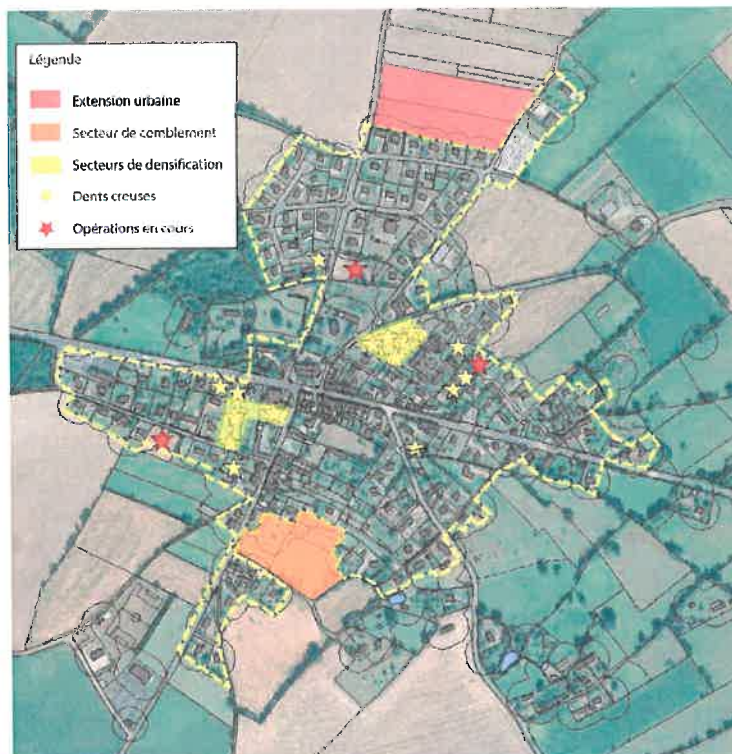 Légende
Extension urbaine
Secteur de comblement
Secteurs de densification
Dents creuses
Opérations en cours